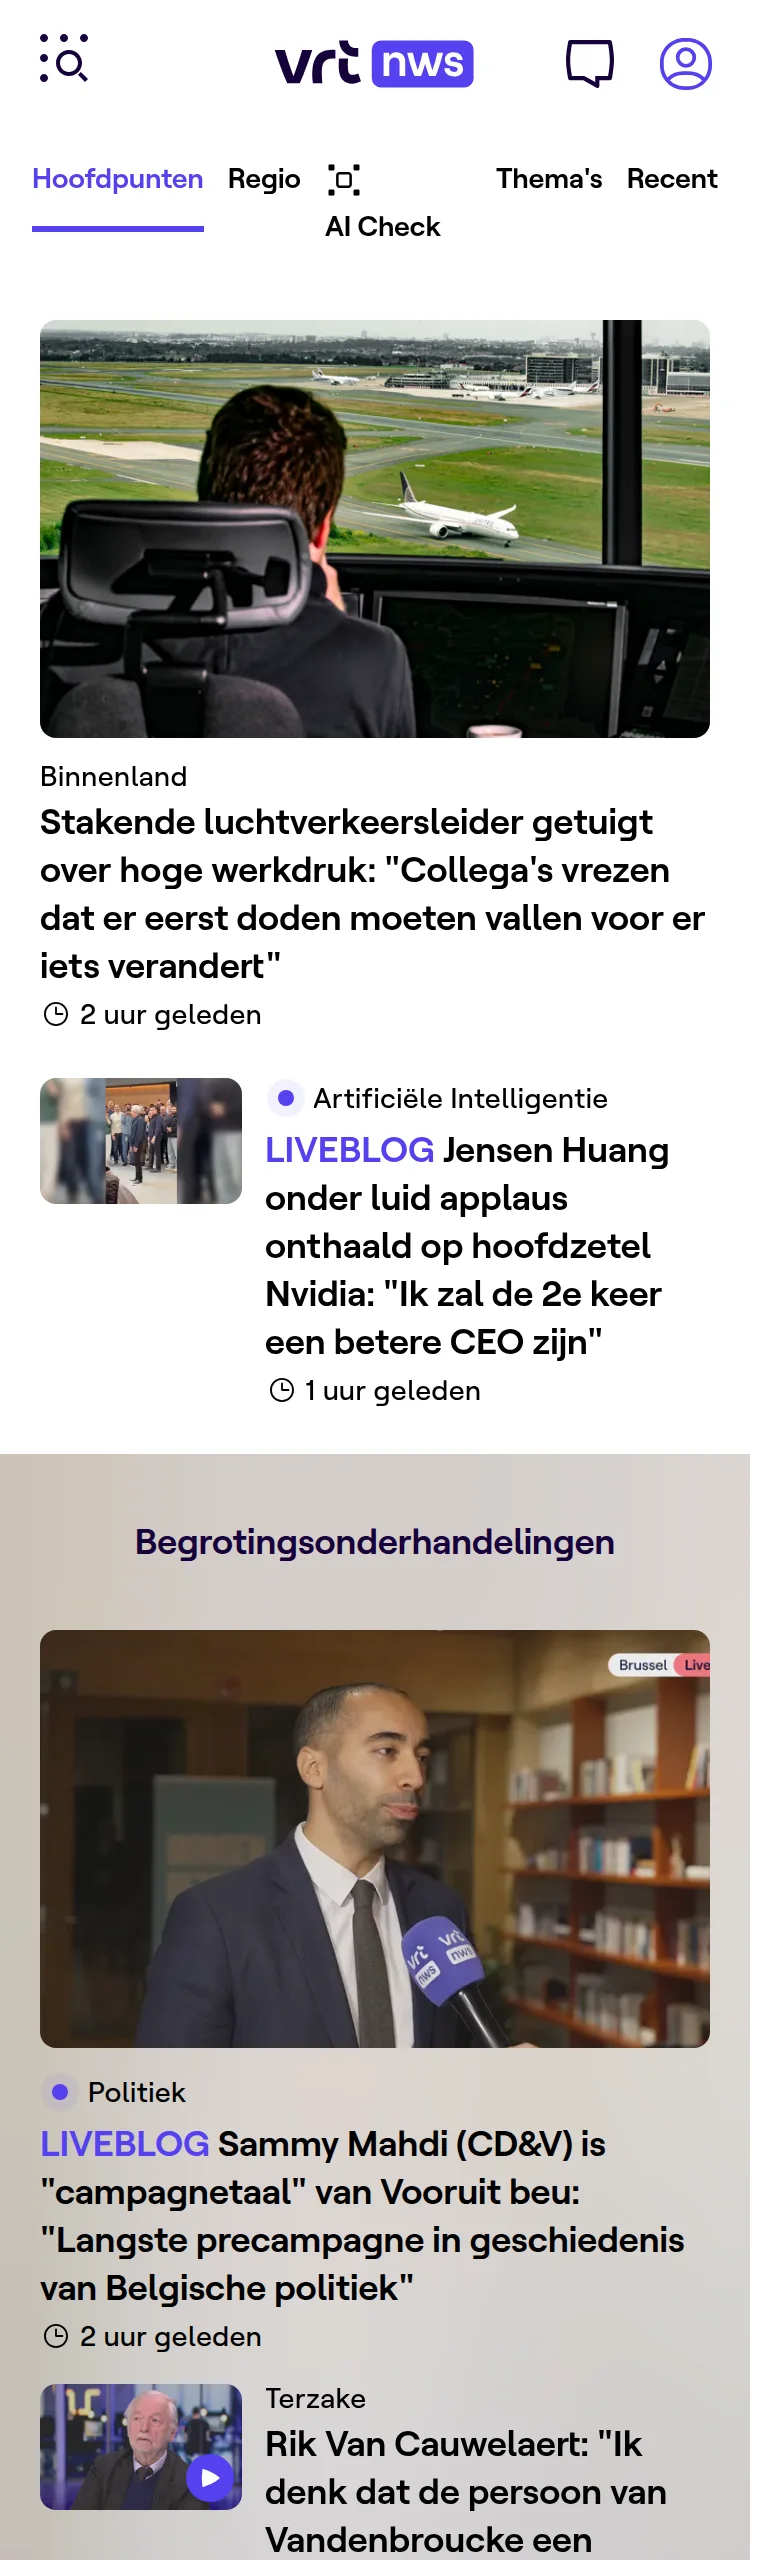 vrt nws
Hoofdpunten Regio AI Check Thema's Recent
Binnenland
Stakende luchtverkeersleider getuigt
over hoge werkdruk: "Collega's vrezen
dat er eerst doden moeten vallen voor er
iets verandert"
2 uur geleden
Artificiële Intelligentie
LIVEBLOG Jensen Huang
onder luid applaus
onthaald op hoofdzetel
Nvidia: "Ik zal de 2e keer
een betere CEO zijn"
1 uur geleden
Begrotingsonderhandelingen
Brussel Live
vrt nws
vrt nws
Politiek
LIVEBLOG Sammy Mahdi (CD&V) is
"campagnetaal" van Vooruit beu:
"Langste precampagne in geschiedenis
van Belgische politiek"
2 uur geleden
Terzake
Rik Van Cauwelaert: "Ik
denk dat de persoon van
Vandenbroucke een